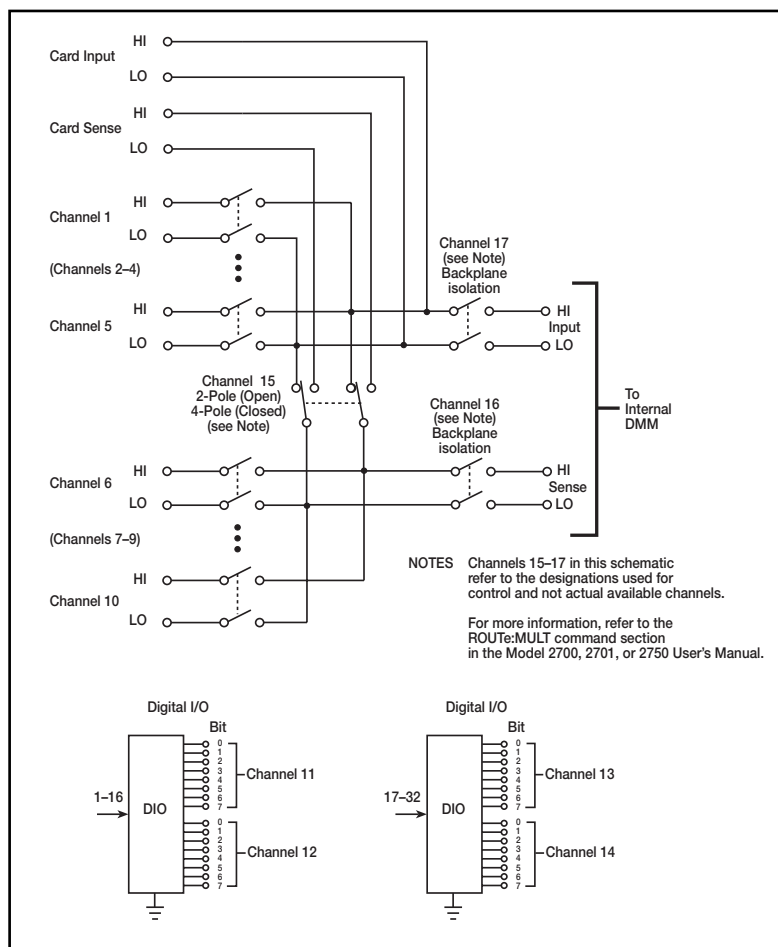 Card Input
HI
LO
Card Sense
HI
LO
Channel 1
HI
LO
(Channels 2–4)
Channel 5
HI
LO
Channel 17
(see Note)
Backplane
isolation
HI
Input
LO
Channel 15
2-Pole (Open)
4-Pole (Closed)
(see Note)
To
Internal
DMM
Channel 16
(see Note)
Backplane
isolation
Channel 6
HI
LO
HI
Sense
LO
(Channels 7–9)
Channel 10
HI
LO
NOTES Channels 15–17 in this schematic
refer to the designations used for
control and not actual available channels.
For more information, refer to the
ROUTe:MULT command section
in the Model 2700, 2701, or 2750 User's Manual.
Digital I/O
Bit
1–16
DIO
0
1
2
3
4
5
6
7
Channel 11
0
1
2
3
4
5
6
7
Channel 12
Digital I/O
Bit
17–32
DIO
0
1
2
3
4
5
6
7
Channel 13
0
1
2
3
4
5
6
7
Channel 14